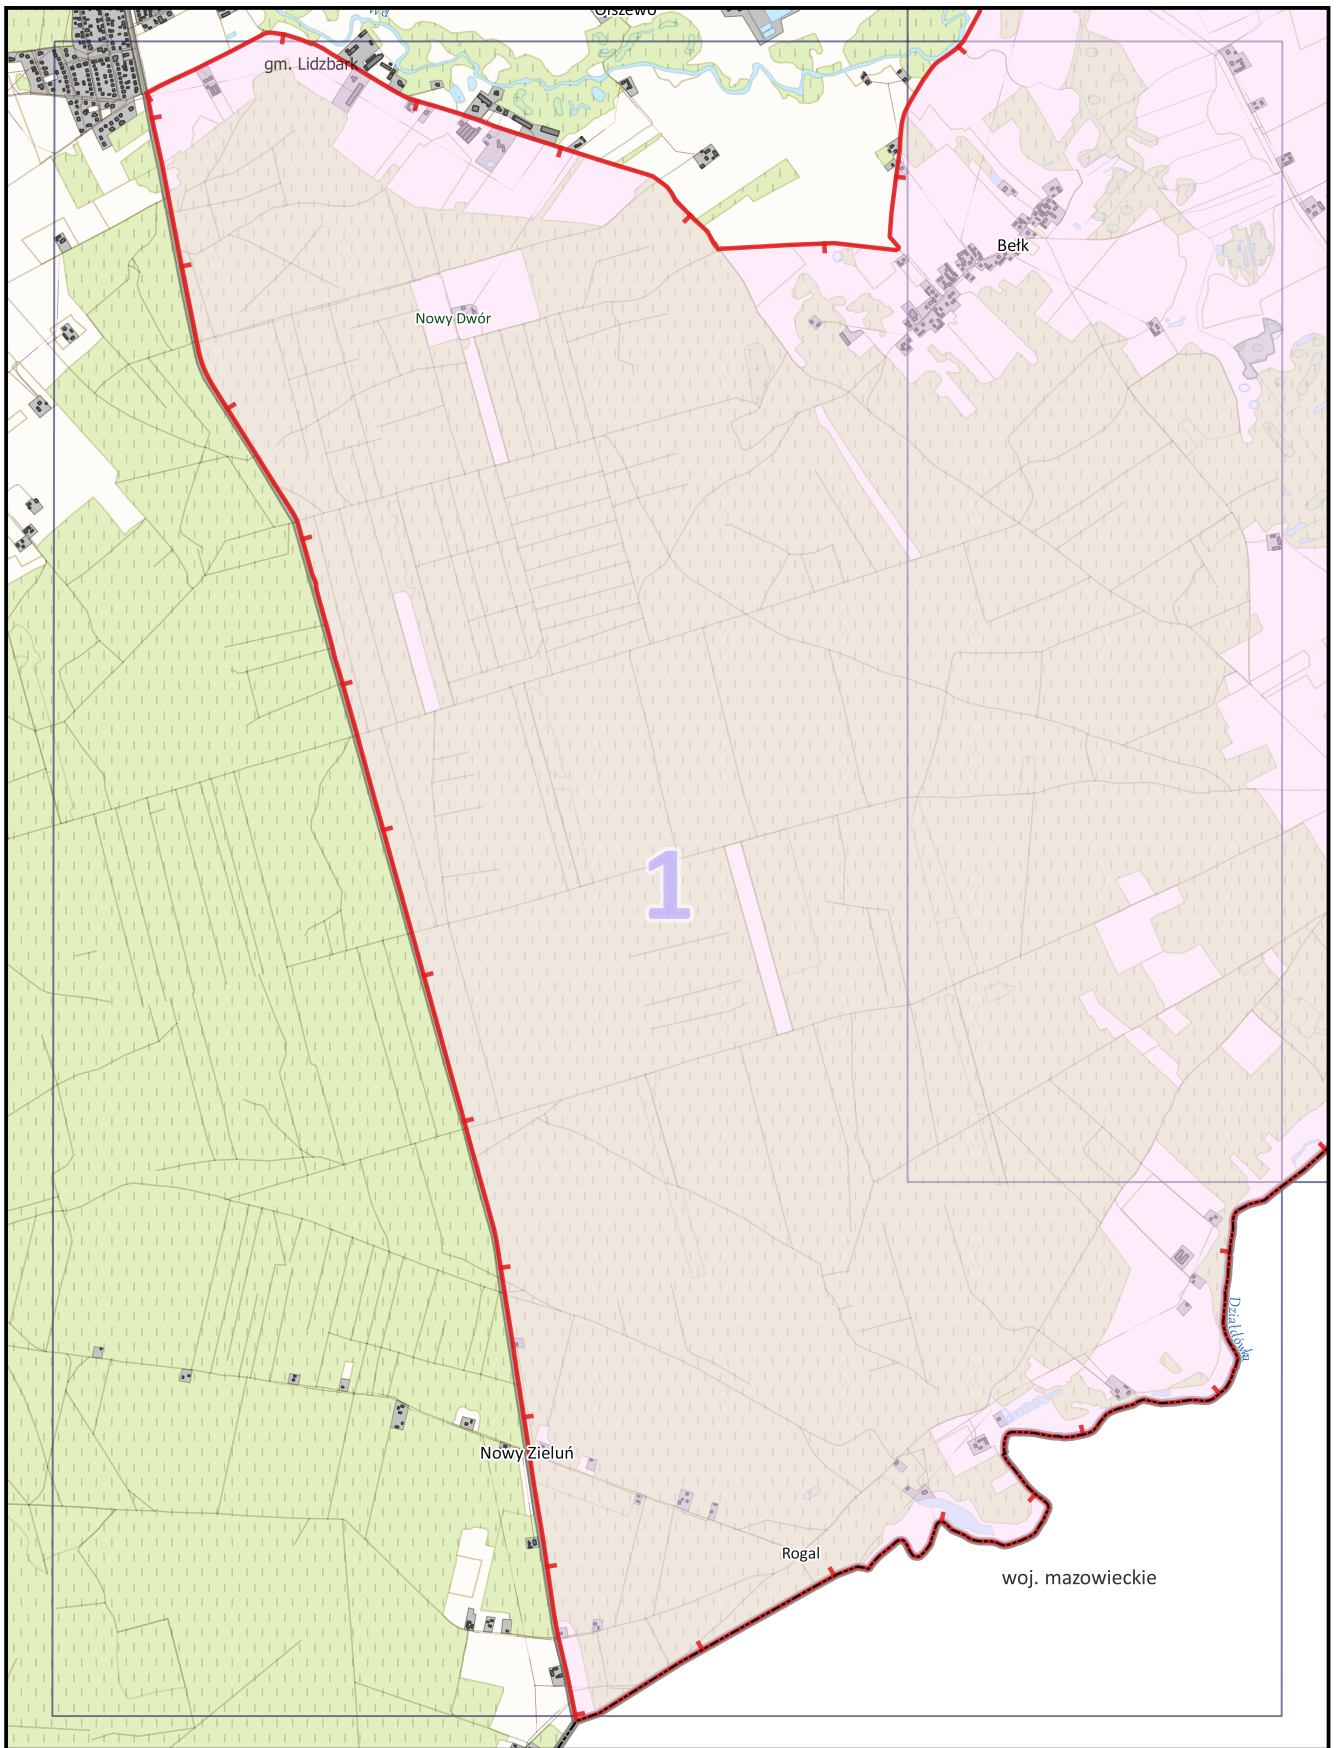 Olszewo
gm. Lidzbark
Bełk
Nowy Dwór
1
Działdówka
Nowy Zieluń
Rogal
woj. mazowieckie